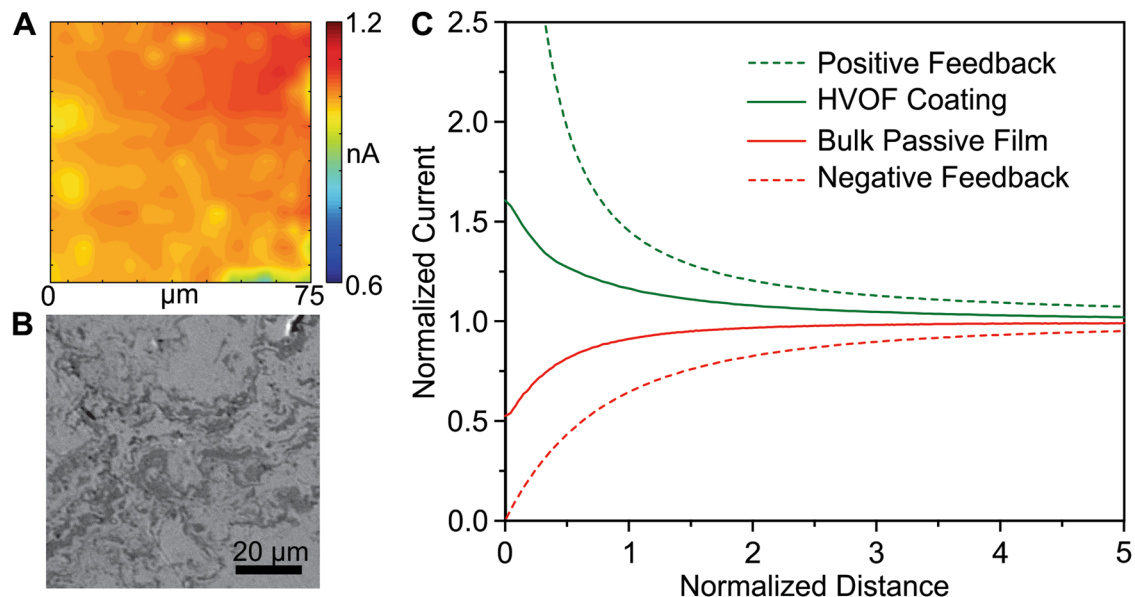 A
1.2
nA
0.6
0
µm
75
B
20 µm
C
2.5
2.0
1.5
1.0
0.5
0.0
Normalized Current
Positive Feedback
HVOF Coating
Bulk Passive Film
Negative Feedback
0 1 2 3 4 5
Normalized Distance